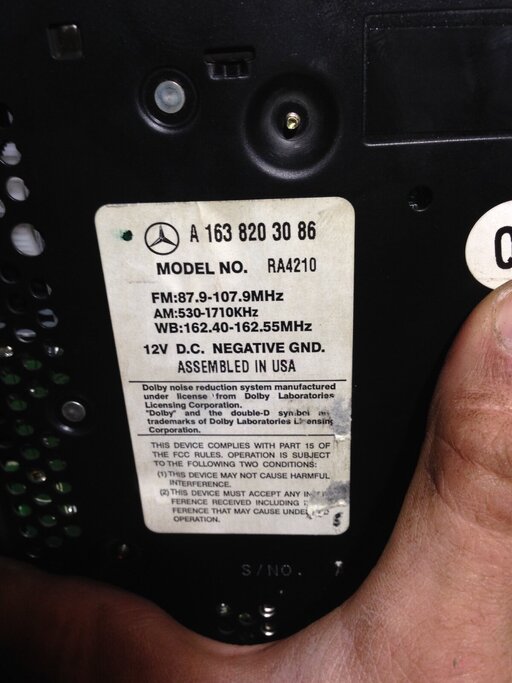 A 163 820 30 86
MODEL NO. RA4210
FM:87.9-107.9MHz
AM:530-1710KHz
WB:162.40-162.55MHz
12V D.C. NEGATIVE GND.
ASSEMBLED IN USA
Dolby noise reduction system manufactured
under license from Dolby Laboratories
Licensing Corporation.
"Dolby" and the double-D symbol are
trademarks of Dolby Laboratories Licensing
Corporation.
THIS DEVICE COMPLIES WITH PART 15 OF
THE FCC RULES. OPERATION IS SUBJECT
TO THE FOLLOWING TWO CONDITIONS:
(1) THIS DEVICE MAY NOT CAUSE HARMFUL
INTERFERENCE.
(2) THIS DEVICE MUST ACCEPT ANY INTER
FERENCE RECEIVED INCLUDING
FERENCE THAT MAY CAUSE UNDESIRED
OPERATION.
S/NO.